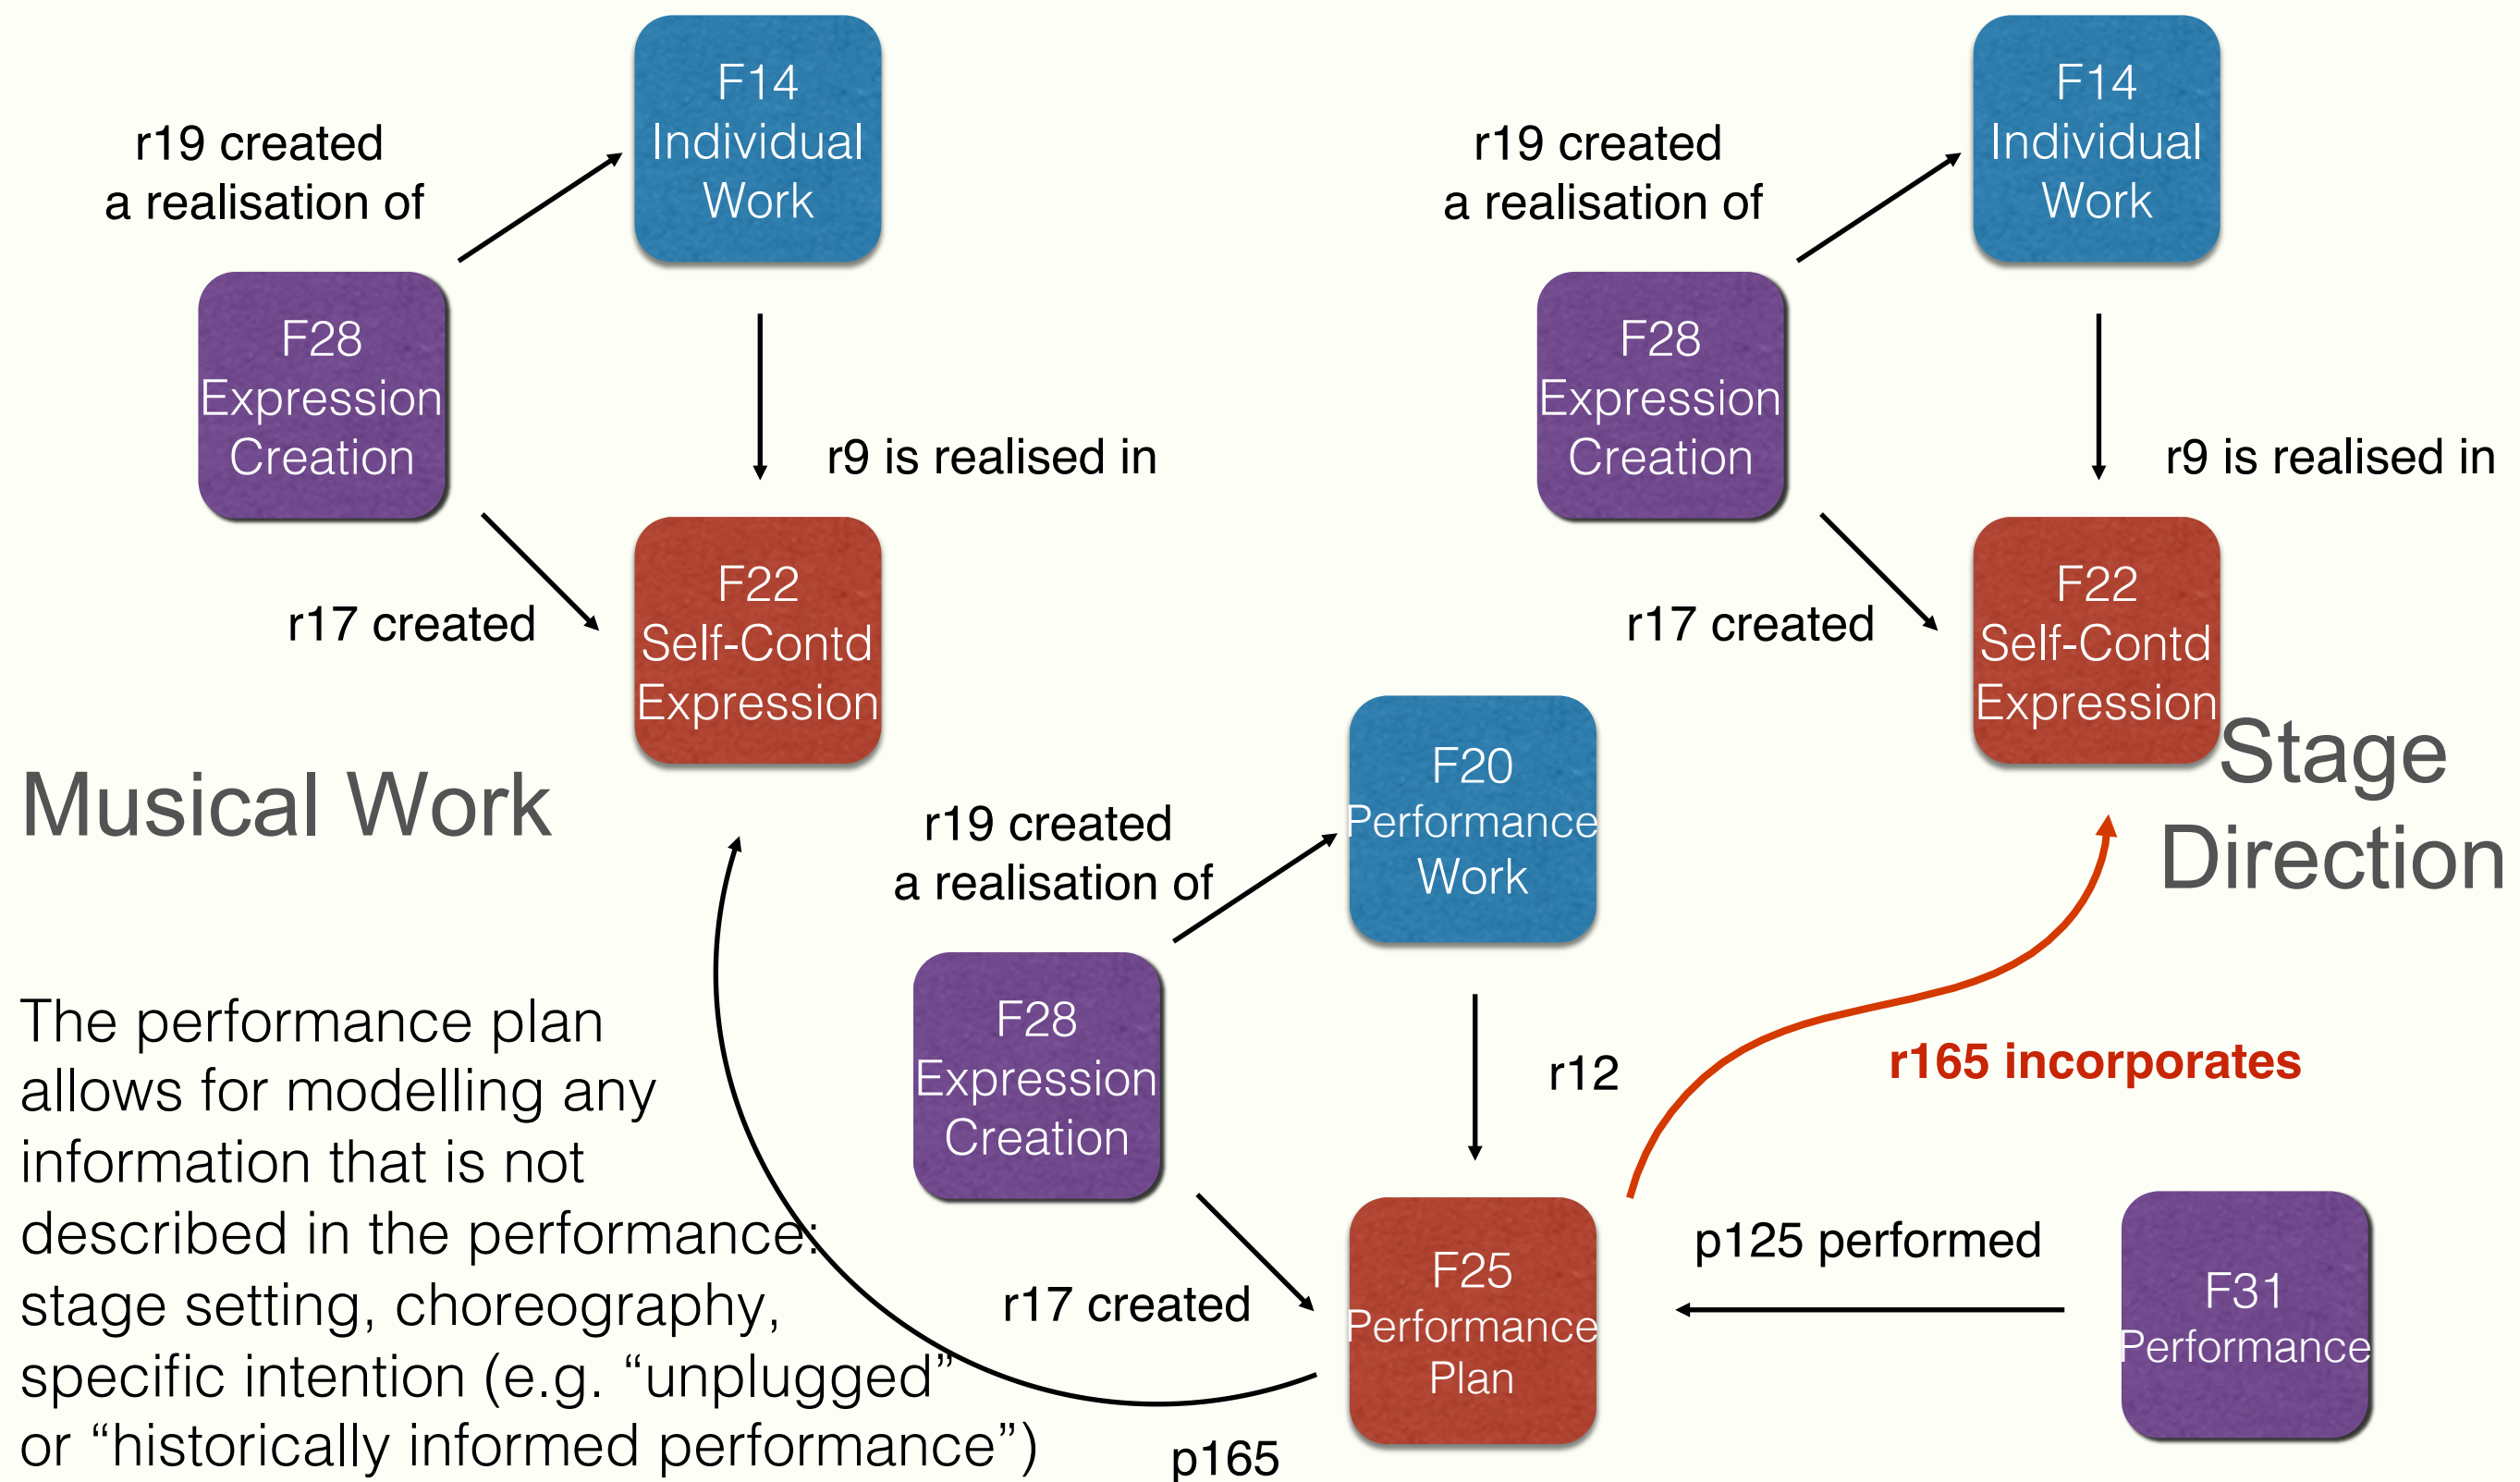 F14
Individual
Work
r19 created
a realisation of
F28
Expression
Creation
r9 is realised in
r17 created
F22
Self-Contd
Expression
Musical Work
F14
Individual
Work
r19 created
a realisation of
F28
Expression
Creation
r9 is realised in
r17 created
F22
Self-Contd
Expression
Stage
Direction
F20
Performance
Work
r19 created
a realisation of
F28
Expression
Creation
r12
r165 incorporates
r17 created
F25
Performance
Plan
p125 performed
F31
Performance
p165
The performance plan
allows for modelling any
information that is not
described in the performance:
stage setting, choreography,
specific intention (e.g. “unplugged”
or “historically informed performance”)